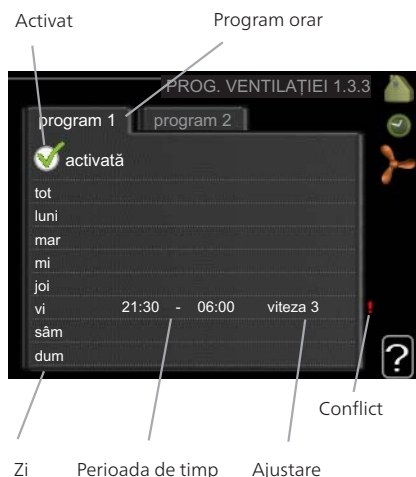 Activat Program orar
PROG. VENTILAȚIEI 1.3.3
program 1 program 2
activată
tot
luni
mar
mi
joi
vi 21:30 - 06:00 viteza 3 !
sâm
dum
?
Conflict
Zi Perioada de timp Ajustare